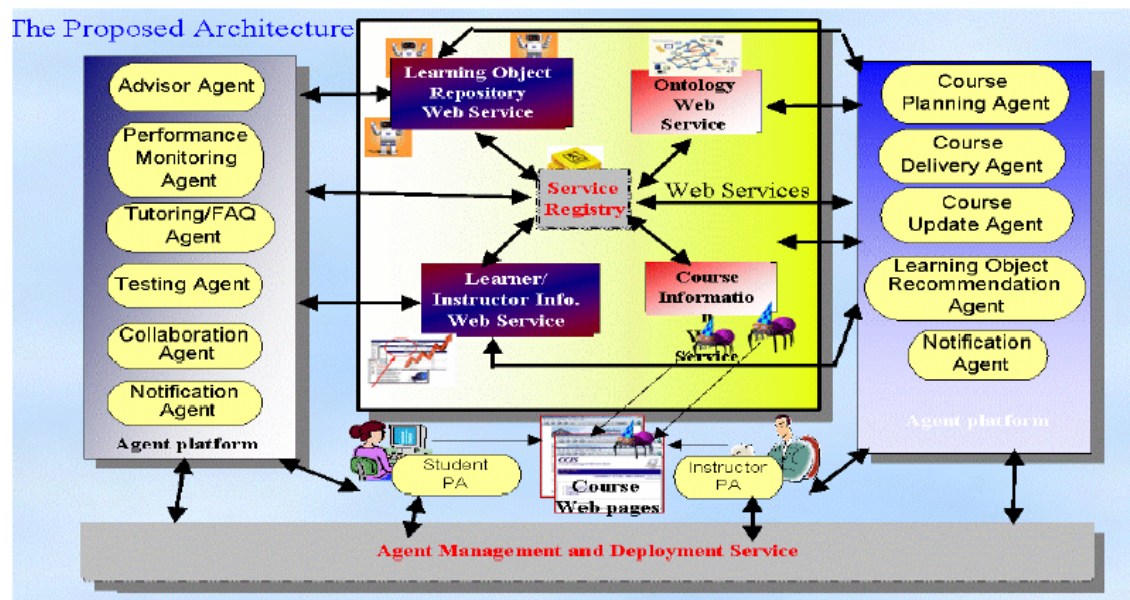 The Proposed Architecture
Advisor Agent
Performance
Monitoring
Agent
Tutoring/FAQ
Agent
Testing Agent
Collaboration
Agent
Notification
Agent
Agent platform
Learning Object
Repository
Web Service
Ontology
Web
Service
Service
Registry
Web Services
Learner/
Instructor Info.
Web Service
Course
Informatio
n
W
Service
Course
Planning Agent
Course
Delivery Agent
Course
Update Agent
Learning Object
Recommendation
Agent
Notification
Agent
Agent platform
Student
PA
CCIS
Course
Web pages
Instructor
PA
Agent Management and Deployment Service